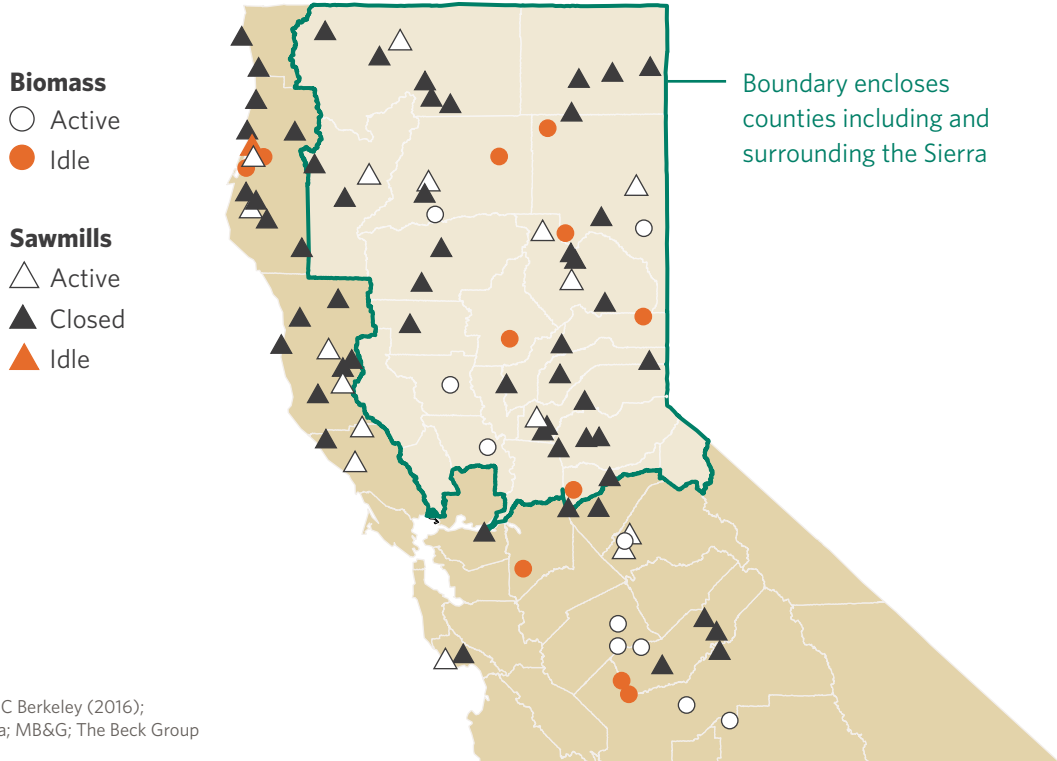 Biomass
Active
Idle
Sawmills
Active
Closed
Idle
Boundary encloses
counties including and
surrounding the Sierra
C Berkeley (2016);
a; MB&G; The Beck Group